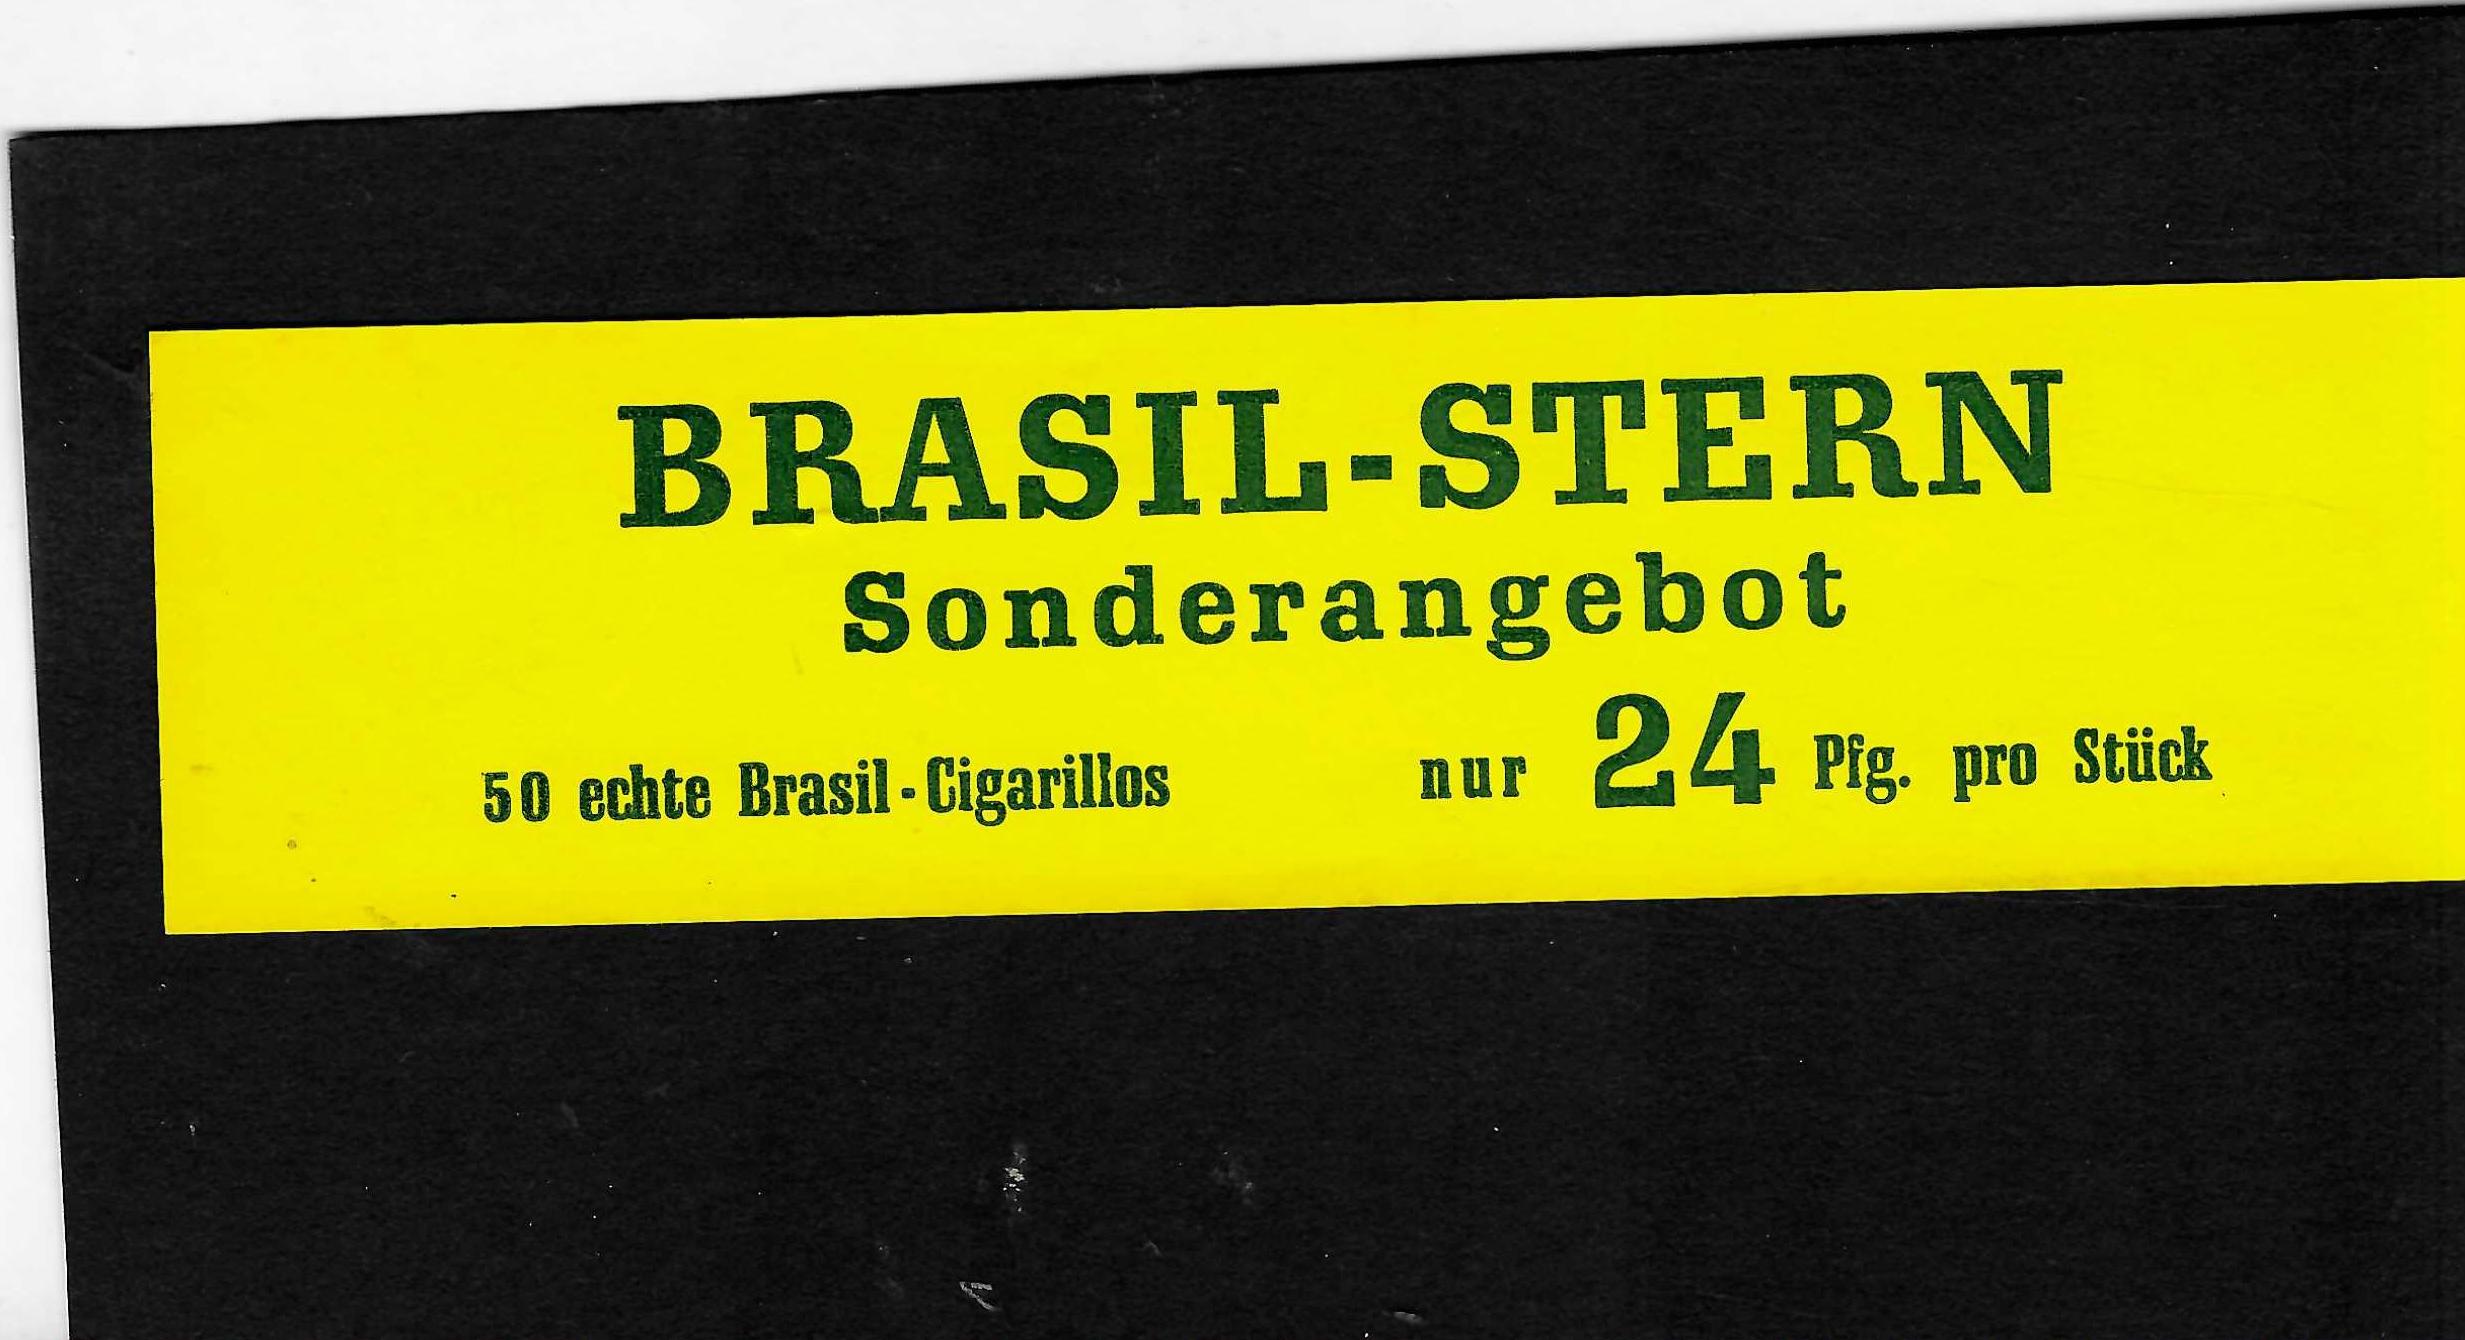 BRASIL-STERN
Sonderangebot
50 echte Brasil-Cigarillos nur 24 Pfg. pro Stück